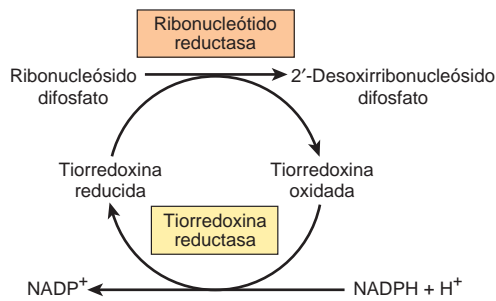 Ribonucleótido
reductasa
Ribonucleósido
difosfato
2′-Desoxirribonucleósido
difosfato
Tiorredoxina
reducida
Tiorredoxina
oxidada
Tiorredoxina
reductasa
NADP+
NADPH + H+